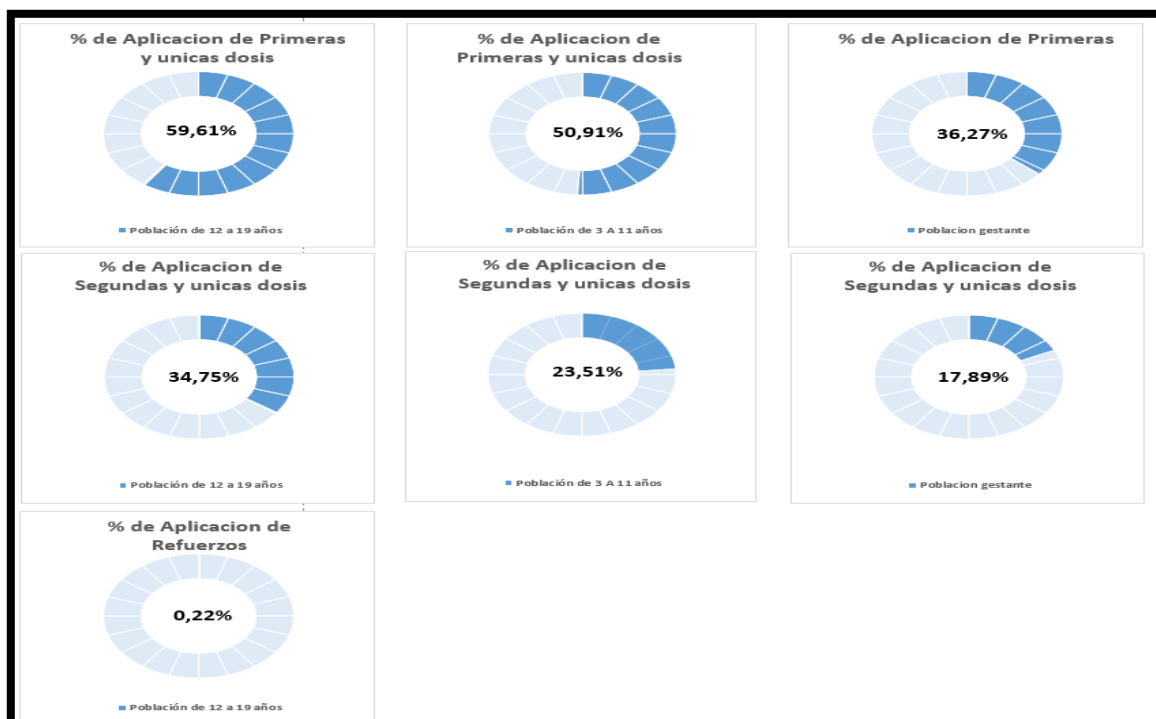 % de Aplicacion de Primeras
y unicas dosis
59,61%
Población de 12 a 19 años
% de Aplicacion de
Primeras y unicas dosis
50,91%
Población de 3 A 11 años
% de Aplicacion de Primeras
36,27%
Poblacion gestante
% de Aplicacion de
Segundas y unicas dosis
34,75%
Población de 12 a 19 años
% de Aplicacion de
Segundas y unicas dosis
23,51%
Población de 3 A 11 años
% de Aplicacion de
Segundas y unicas dosis
17,89%
Poblacion gestante
% de Aplicacion de
Refuerzos
0,22%
Población de 12 a 19 años